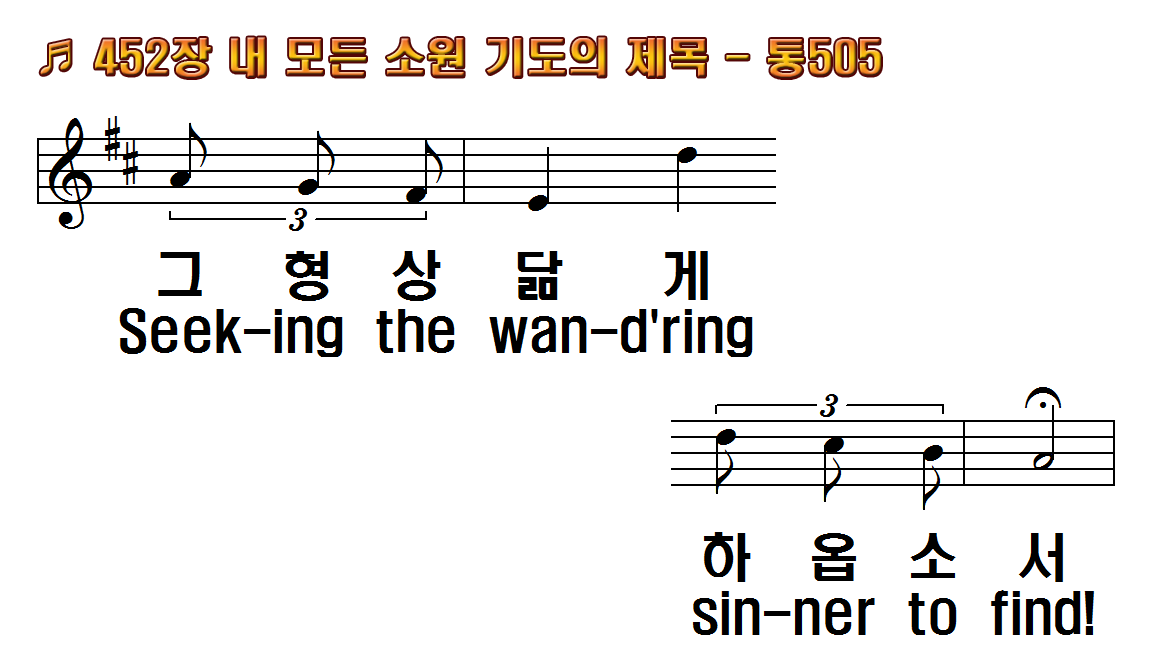 ♬ 452장 내 모든 소원 기도의 제목 - 통505
3
그 형 상 닮 게
Seek-ing the wan-d'ring
3
하 옵 소 서
sin-ner to find!